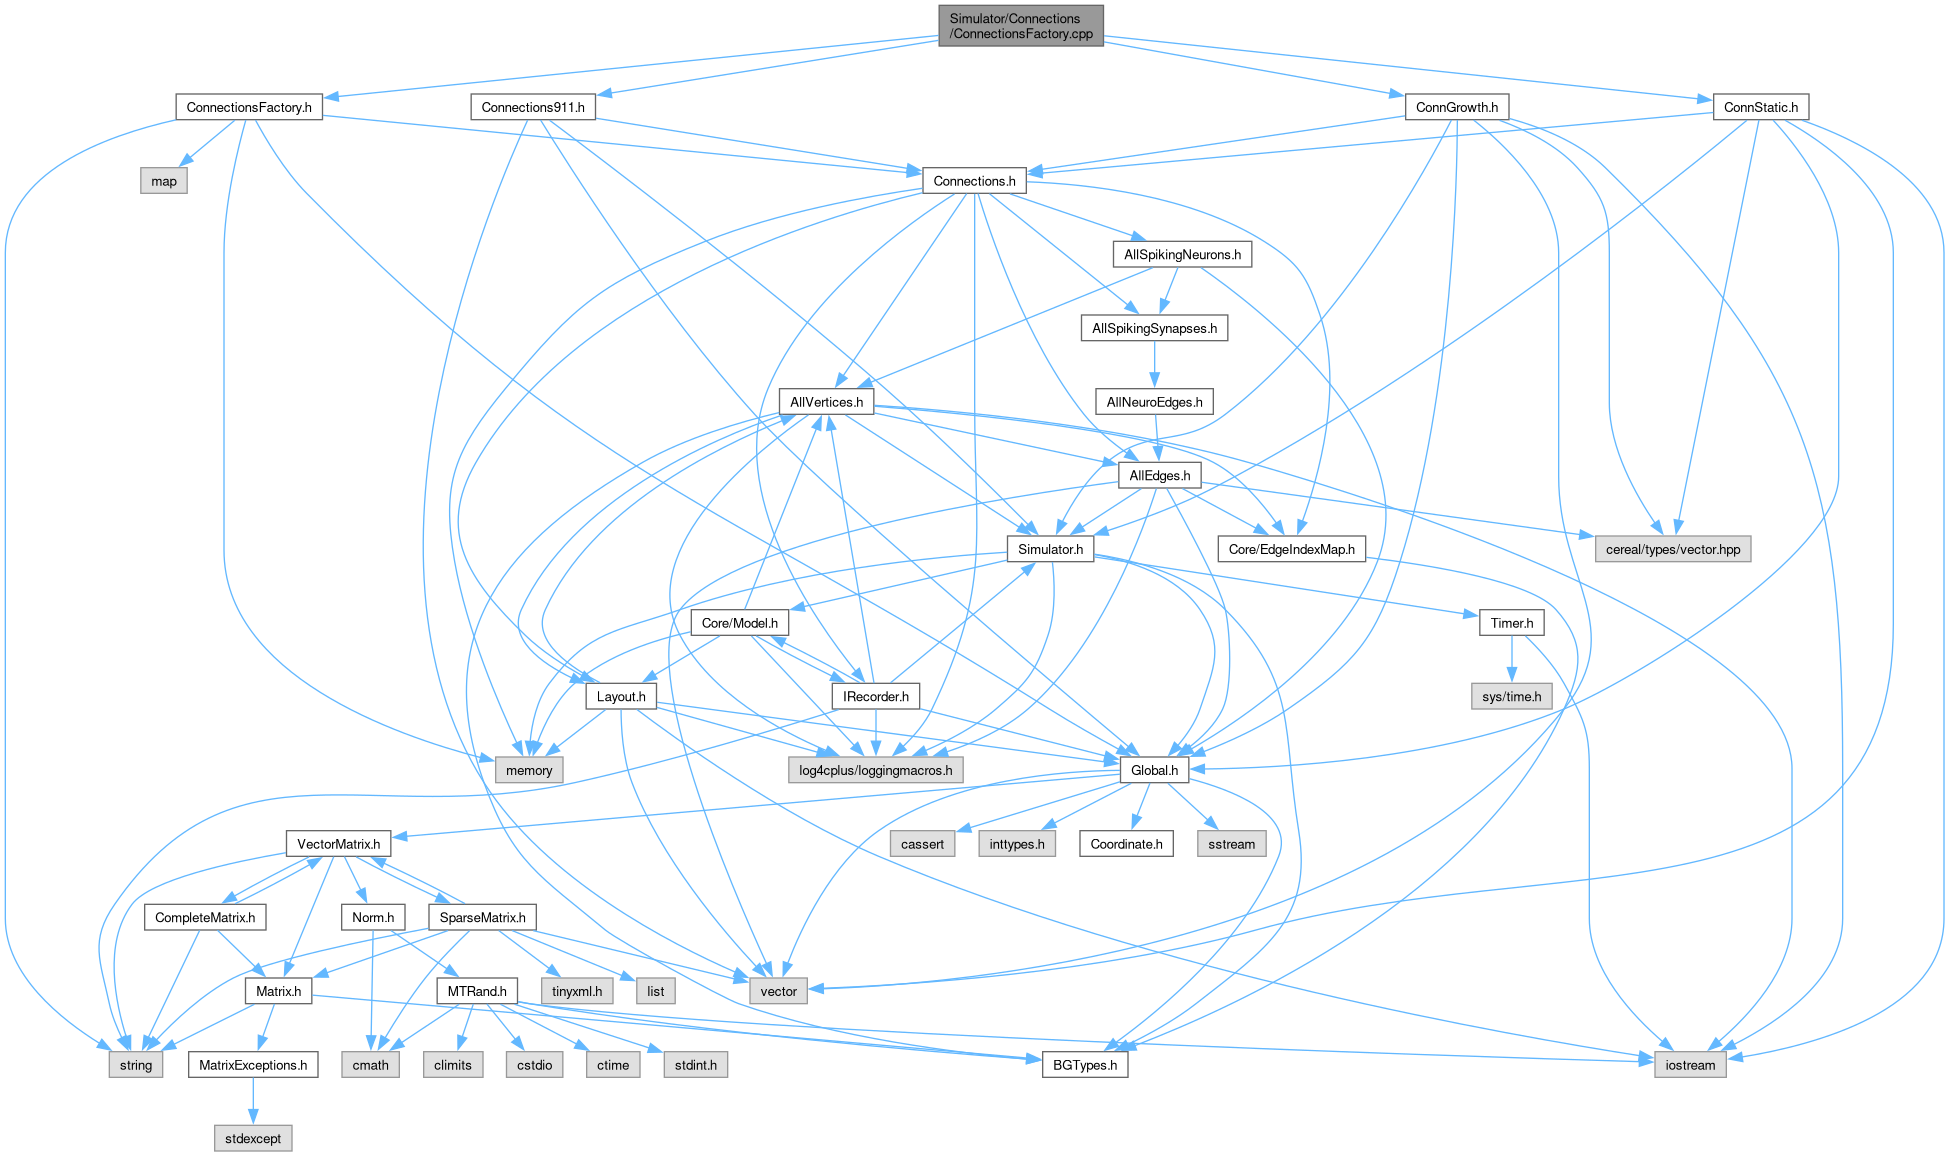 Simulator/Connections
/ConnectionsFactory.cpp
ConnectionsFactory.h
Connections911.h
ConnGrowth.h
ConnStatic.h
map
Connections.h
AllSpikingNeurons.h
AllSpikingSynapses.h
AllVertices.h
AllNeuroEdges.h
AllEdges.h
Simulator.h
Core/EdgeIndexMap.h
cereal/types/vector.hpp
Core/Model.h
Timer.h
Layout.h
IRecorder.h
sys/time.h
memory
log4cplus/loggingmacros.h
Global.h
VectorMatrix.h
cassert
inttypes.h
Coordinate.h
sstream
CompleteMatrix.h
Norm.h
SparseMatrix.h
Matrix.h
MTRand.h
tinyxml.h
list
vector
string
MatrixExceptions.h
cmath
climits
cstdio
ctime
stdint.h
BGTypes.h
iostream
stdexcept